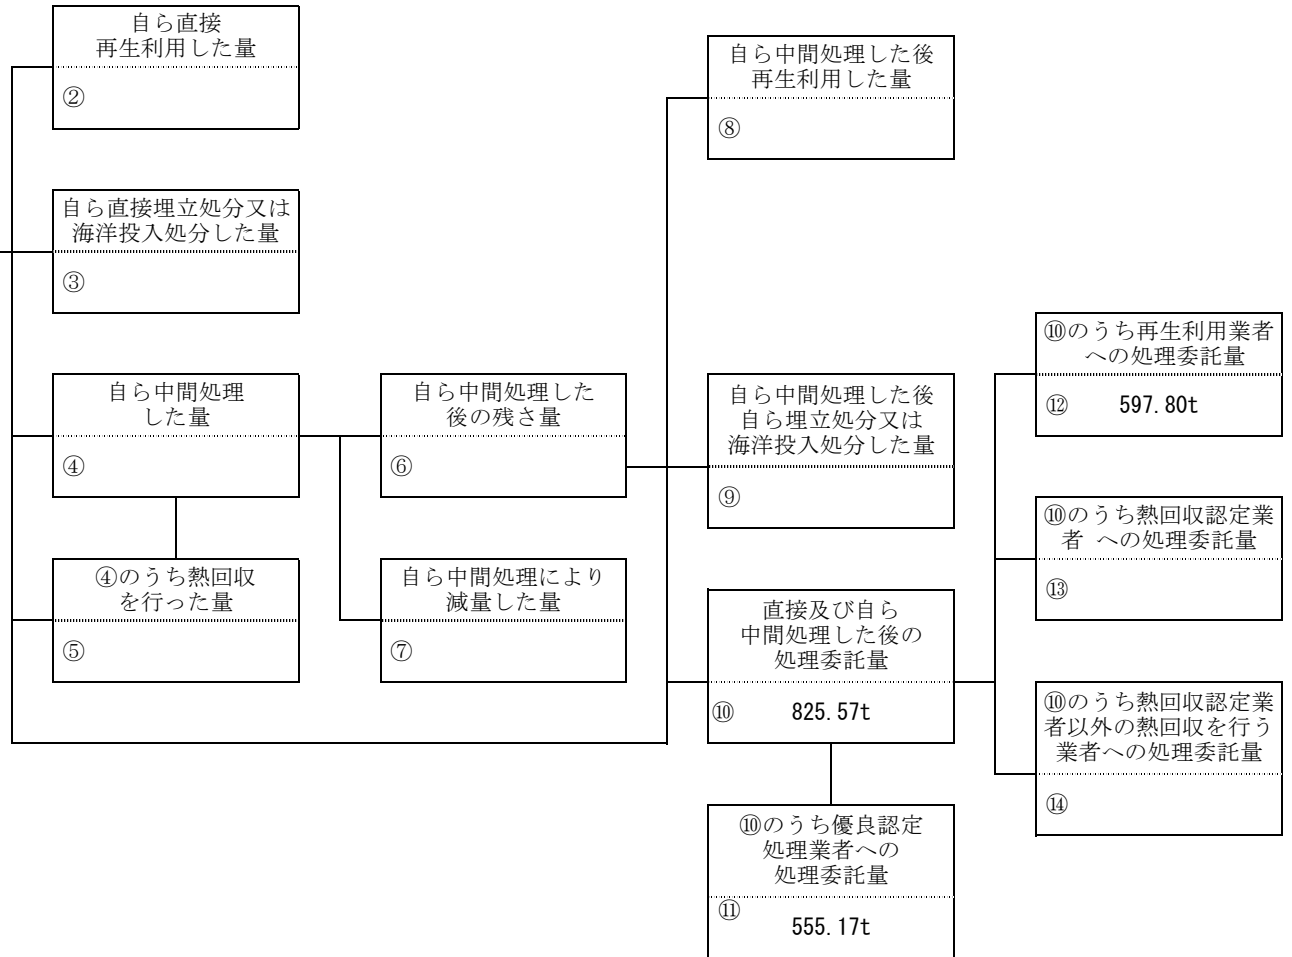 自ら直接
再生利用した量
②
自ら直接埋立処分又は
海洋投入処分した量
③
自ら中間処理
した量
④
④のうち熱回収
を行った量
⑤
自ら中間処理した
後の残さ量
⑥
自ら中間処理により
減量した量
⑦
自ら中間処理した後
再生利用した量
⑧
自ら中間処理した後
自ら埋立処分又は
海洋投入処分した量
⑨
直接及び自ら
中間処理した後の
処理委託量
⑩ 825.57t
⑩のうち優良認定
処理業者への
処理委託量
⑪
555.17t
⑩のうち再生利用業者
への処理委託量
⑫ 597.80t
⑩のうち熱回収認定業
者 への処理委託量
⑬
⑩のうち熱回収認定業
者以外の熱回収を行う
業者への処理委託量
⑭